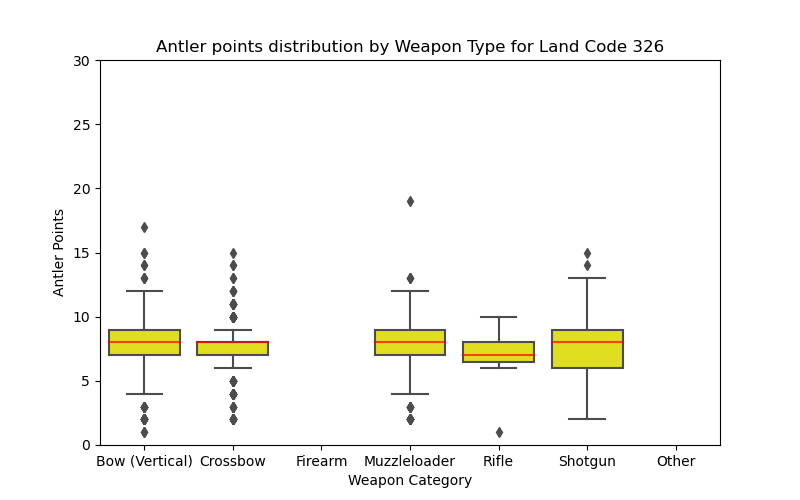 Antler points distribution by Weapon Type for Land Code 326
30
25
20
15
10
5
0
Antler Points
Bow (Vertical) Crossbow Firearm Muzzleloader Rifle Shotgun Other
Weapon Category